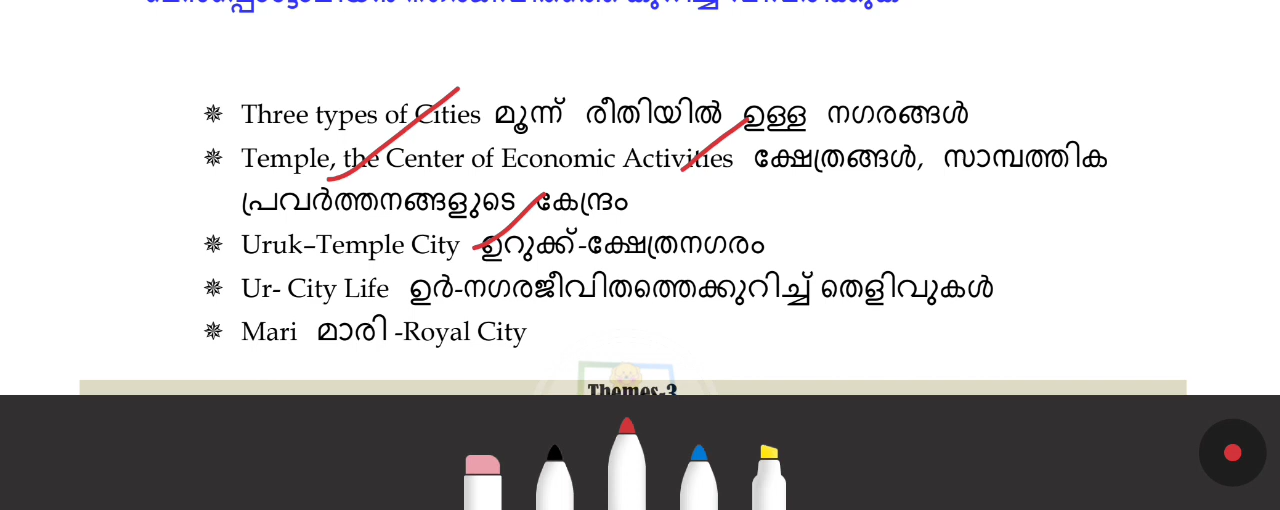 Three types of Cities മൂന്ന് രീതിയിൽ ഉള്ള നഗരങ്ങൾ
Temple, the Center of Economic Activities ക്ഷേത്രങ്ങൾ, സാമ്പത്തിക
പ്രവർത്തനങ്ങളുടെ കേന്ദ്രം
Uruk–Temple City ഉറുക്ക്-ക്ഷേത്രനഗരം
Ur- City Life ഉർ-നഗരജീവിതത്തെക്കുറിച്ച് തെളിവുകൾ
Mari മാരി -Royal City
Themes-3